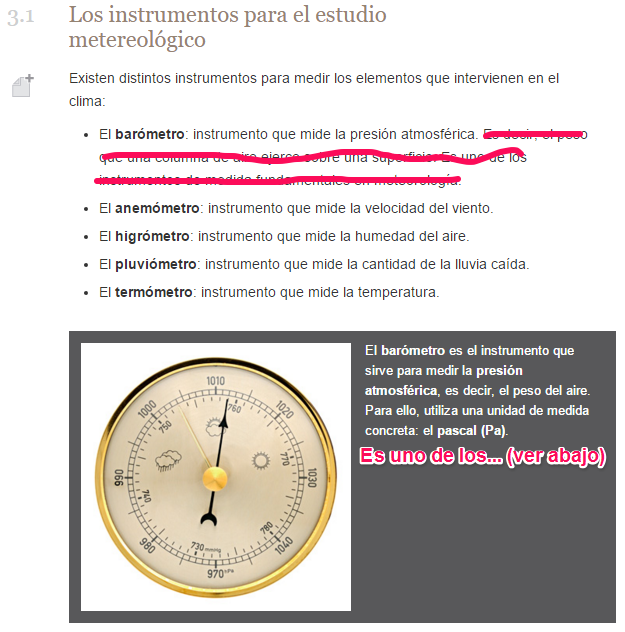 3.1
Los instrumentos para el estudio
metereológico
Existen distintos instrumentos para medir los elementos que intervienen en el
clima:
• El barómetro: instrumento que mide la presión atmosférica. Es decir, el peso
que una columna de aire ejerce sobre una superficie. Es uno de los
instrumentos de medida fundamentales en meteorología.
• El anemómetro: instrumento que mide la velocidad del viento.
• El higrómetro: instrumento que mide la humedad del aire.
• El pluviómetro: instrumento que mide la cantidad de la lluvia caída.
• El termómetro: instrumento que mide la temperatura.
El barómetro es el instrumento que
sirve para medir la presión
atmosférica, es decir, el peso del aire.
Para ello, utiliza una unidad de medida
concreta: el pascal (Pa).
Es uno de los... (ver abajo)
1010
1000
1020
760
750
990
1030
770
740
980
1040
780
730 mmHg
970 hPa